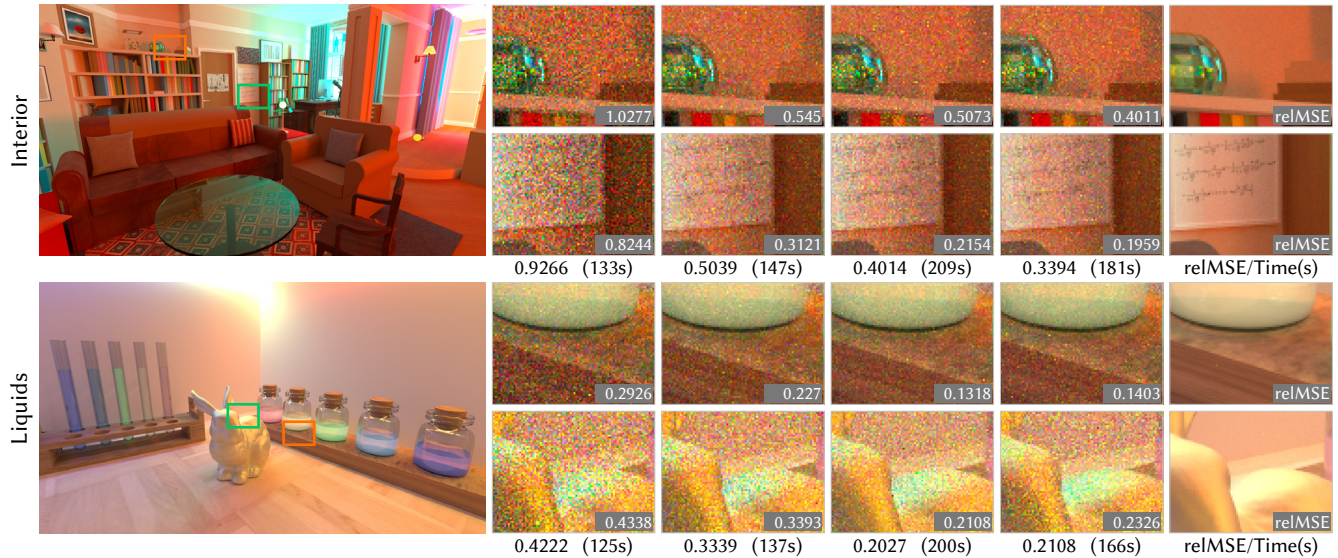 Interior
1.0277 0.545 0.5073 0.4011 relMSE
0.8244 0.3121 0.2154 0.1959 relMSE
0.9266 (133s) 0.5039 (147s) 0.4014 (209s) 0.3394 (181s) relMSE/Time(s)
Liquids
0.2926 0.227 0.1318 0.1403 relMSE
0.4338 0.3393 0.2108 0.2326 relMSE
0.4222 (125s) 0.3339 (137s) 0.2027 (200s) 0.2108 (166s) relMSE/Time(s)